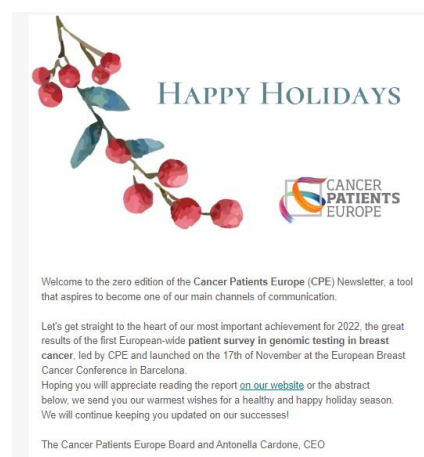 HAPPY HOLIDAYS
CANCER
PATIENTS
EUROPE
Welcome to the zero edition of the Cancer Patients Europe (CPE) Newsletter, a tool
that aspires to become one of our main channels of communication.
Let's get straight to the heart of our most important achievement for 2022, the great
results of the first European-wide patient survey in genomic testing in breast
cancer, led by CPE and launched on the 17th of November at the European Breast
Cancer Conference in Barcelona.
Hoping you will appreciate reading the report on our website or the abstract
below, we send you our warmest wishes for a healthy and happy holiday season.
We will continue keeping you updated on our successes!
The Cancer Patients Europe Board and Antonella Cardone, CEO